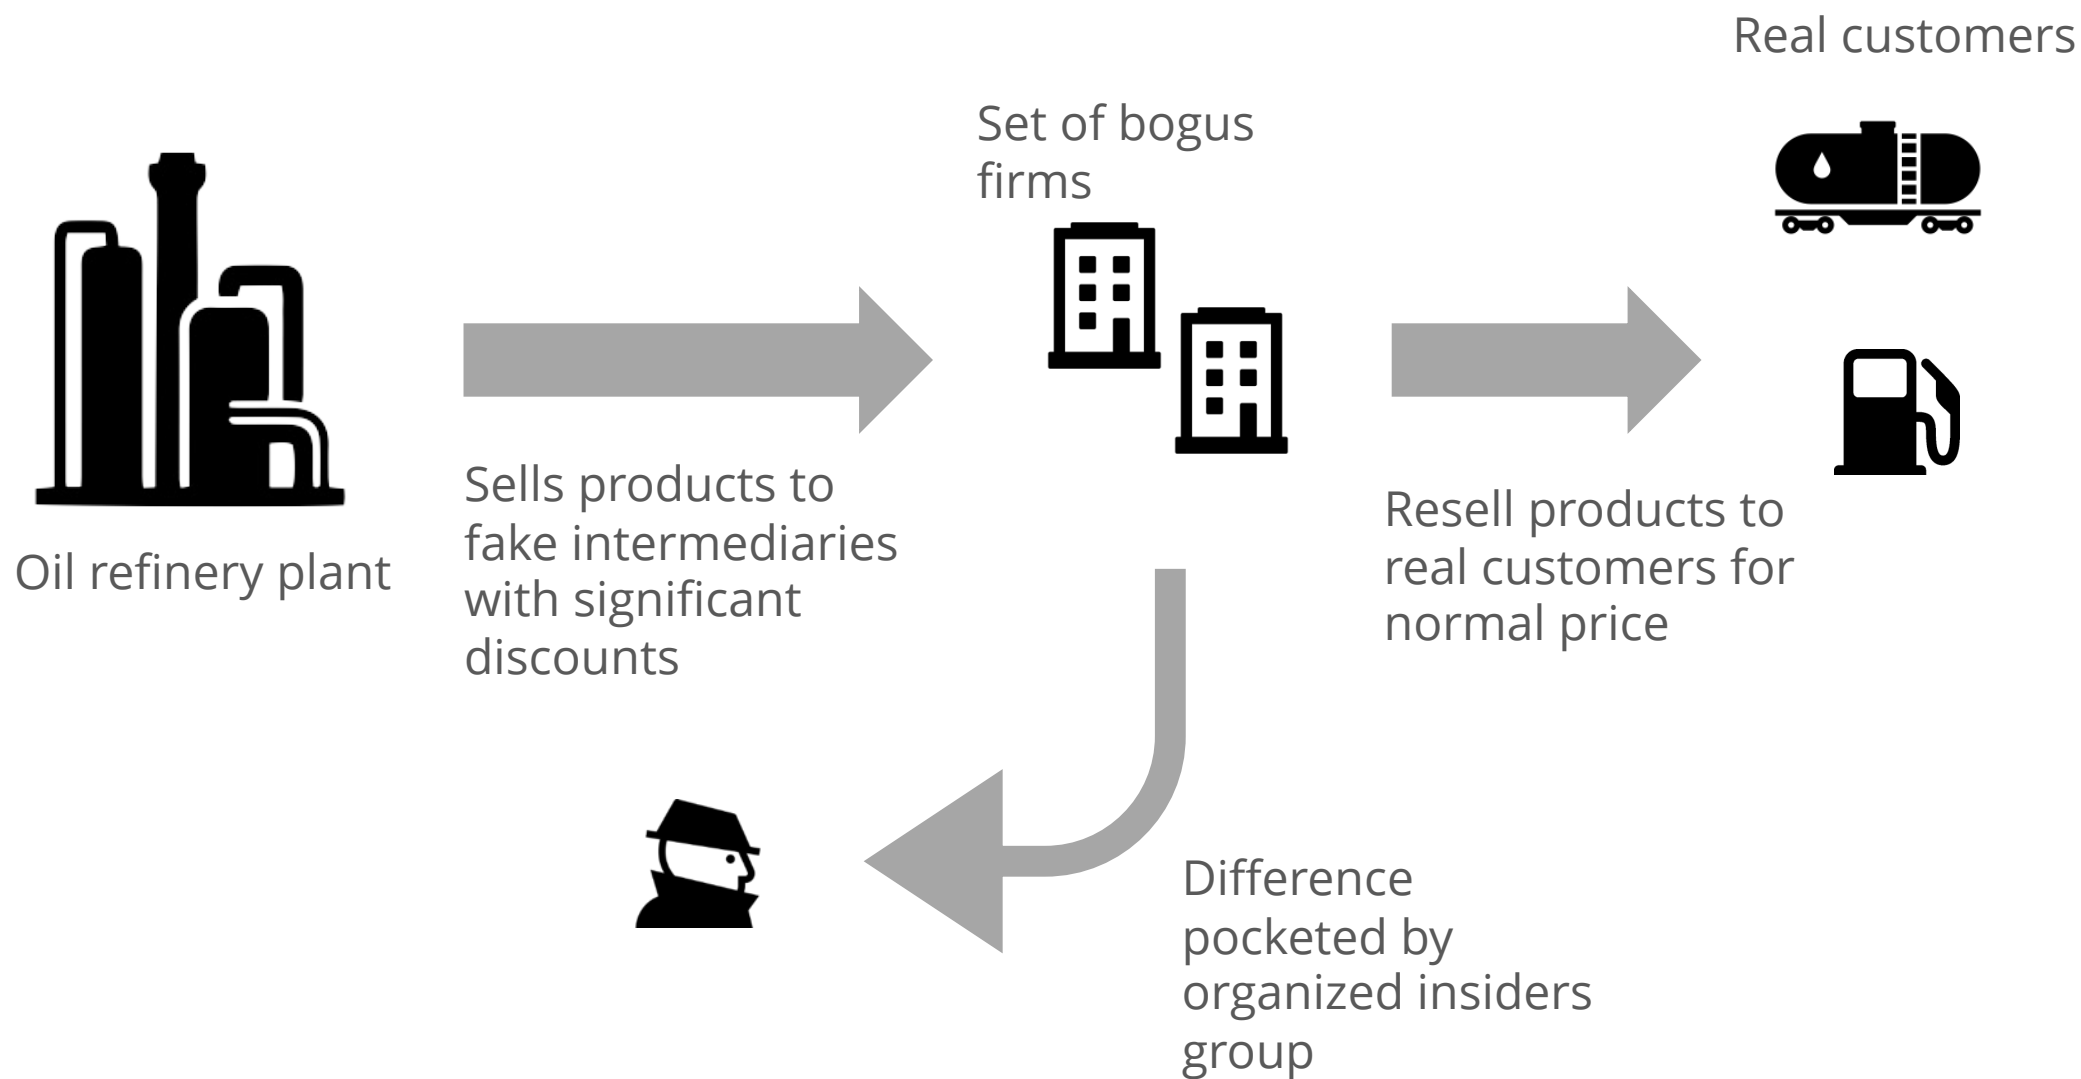 Real customers
Set of bogus
firms
Oil refinery plant
Sells products to
fake intermediaries
with significant
discounts
Resell products to
real customers for
normal price
Difference
pocketed by
organized insiders
group